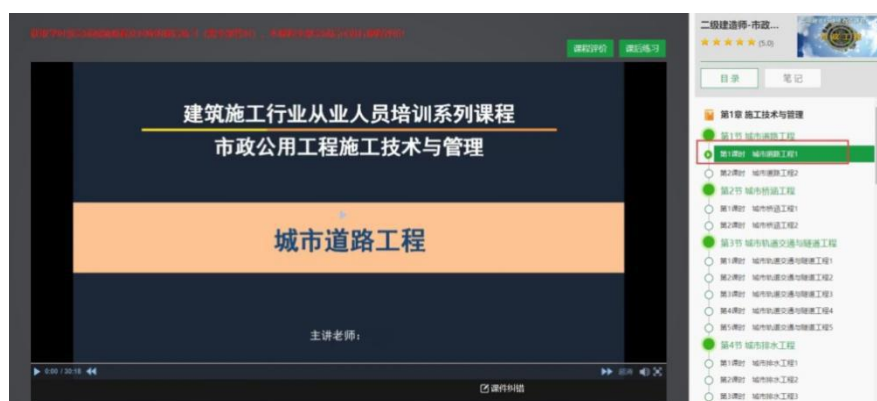 课程评价 课后练习
建筑施工行业从业人员培训系列课程
市政公用工程施工技术与管理
城市道路工程
主讲老师：
0:00 / 20:18
课件纠错
二级建造师-市政...
(5.0)
目录 笔记
第1章 施工技术与管理
第1节 城市道路工程
第1课时 城市道路工程1
第2课时 城市道路工程2
第2节 城市桥涵工程
第1课时 城市桥涵工程1
第2课时 城市桥涵工程2
第3节 城市轨道交通与隧道工程
第1课时 城市轨道交通与隧道工程1
第2课时 城市轨道交通与隧道工程2
第3课时 城市轨道交通与隧道工程3
第4课时 城市轨道交通与隧道工程4
第5课时 城市轨道交通与隧道工程5
第4节 城市排水工程
第1课时 城市排水工程1
第2课时 城市排水工程2
第3课时 城市排水工程3